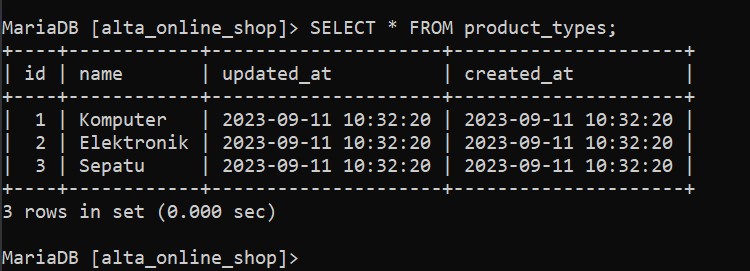 MariaDB [alta_online_shop]> SELECT * FROM product_types;
+----+------------+---------------------+---------------------+
| id | name       | updated_at          | created_at          |
+----+------------+---------------------+---------------------+
|  1 | Komputer   | 2023-09-11 10:32:20 | 2023-09-11 10:32:20 |
|  2 | Elektronik | 2023-09-11 10:32:20 | 2023-09-11 10:32:20 |
|  3 | Sepatu     | 2023-09-11 10:32:20 | 2023-09-11 10:32:20 |
+----+------------+---------------------+---------------------+
3 rows in set (0.000 sec)
MariaDB [alta_online_shop]>